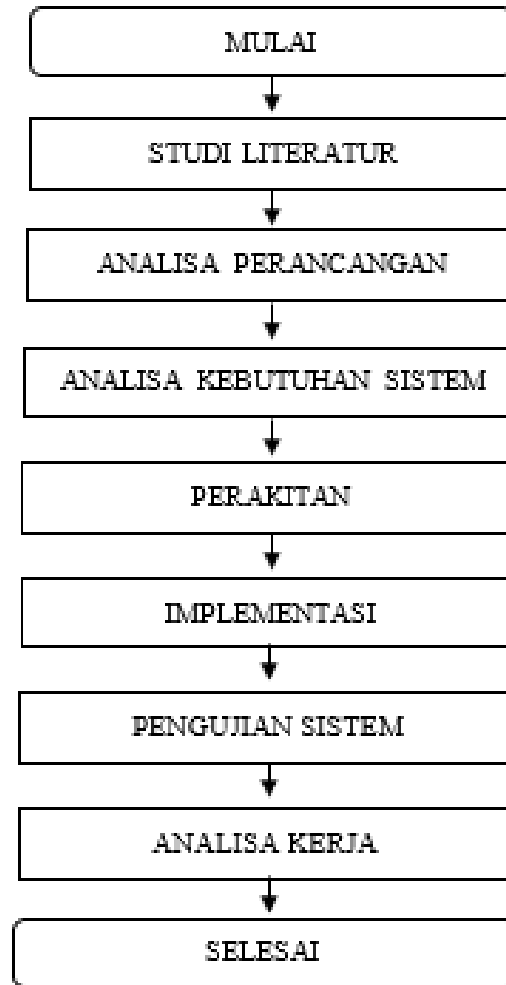 MULAI
STUDI LITERATUR
ANALISA PERANCANGAN
ANALISA KEBUTUHAN SISTEM
PERAKITAN
IMPLEMENTASI
PENGUJIAN SISTEM
ANALISA KERJA
SELESAI